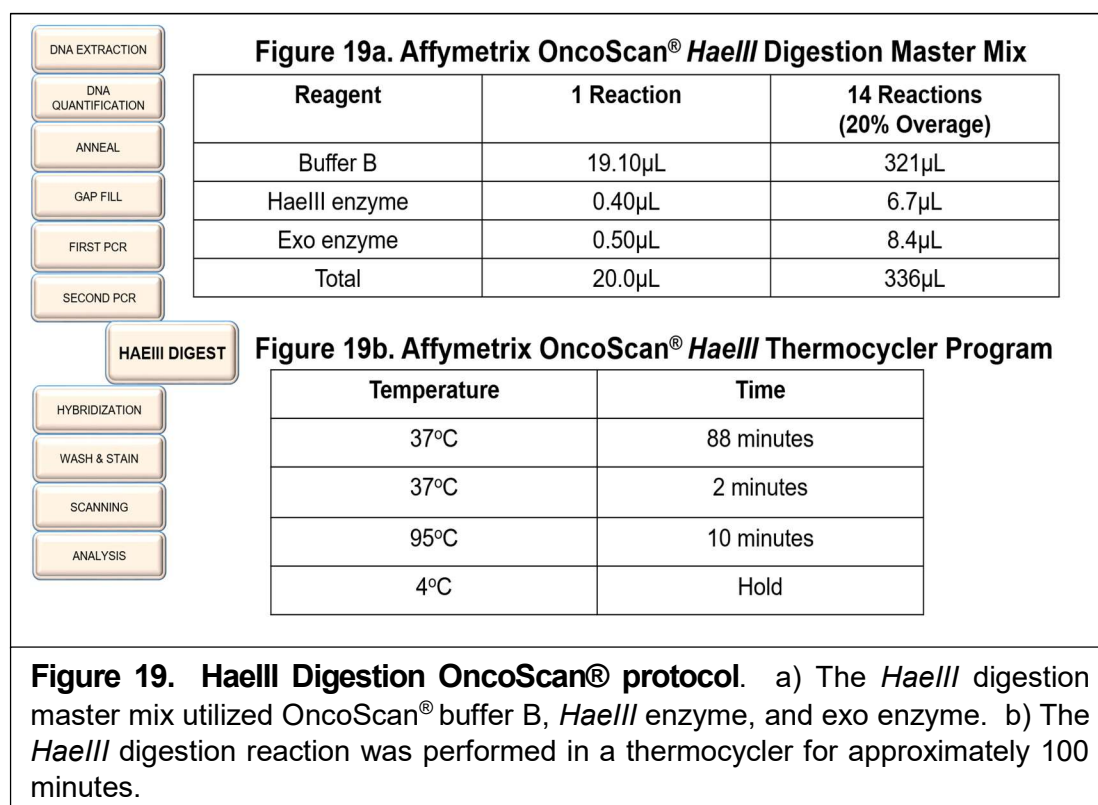 DNA EXTRACTION
DNA
QUANTIFICATION
ANNEAL
GAP FILL
FIRST PCR
SECOND PCR
HAEIII DIGEST
HYBRIDIZATION
WASH & STAIN
SCANNING
ANALYSIS
Figure 19a. Affymetrix OncoScan® HaeIII Digestion Master Mix
Reagent 1 Reaction 14 Reactions
(20% Overage)
Buffer B 19.10µL 321µL
HaeIII enzyme 0.40µL 6.7µL
Exo enzyme 0.50µL 8.4µL
Total 20.0µL 336µL
Figure 19b. Affymetrix OncoScan® HaeIII Thermocycler Program
Temperature Time
37°C 88 minutes
37°C 2 minutes
95°C 10 minutes
4°C Hold
Figure 19. HaeIII Digestion OncoScan® protocol. a) The HaeIII digestion
master mix utilized OncoScan® buffer B, HaeIII enzyme, and exo enzyme. b) The
HaeIII digestion reaction was performed in a thermocycler for approximately 100
minutes.